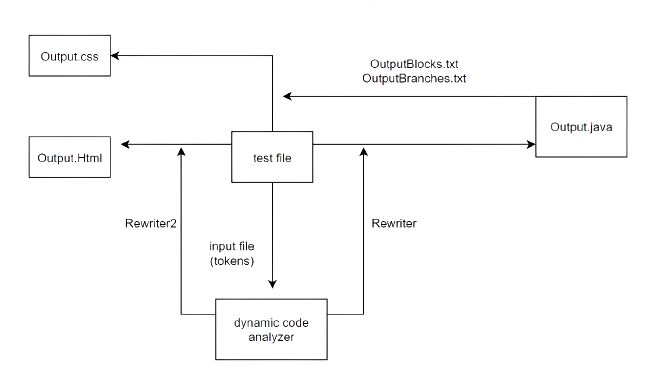 Output.css
OutputBlocks.txt
OutputBranches.txt
Output.java
Output.Html
test file
Rewriter2
Rewriter
input file
(tokens)
dynamic code
analyzer